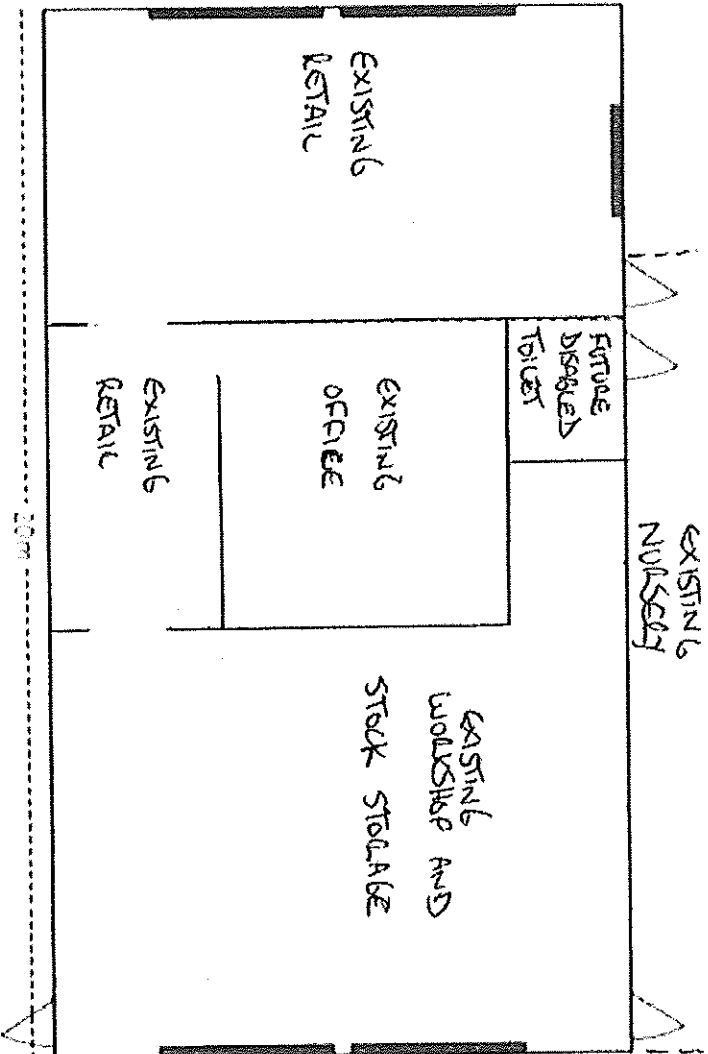 EXISTING
NURSERY
FUTURE
DISABLED
TOILET
EXISTING
RETAIL
EXISTING
OFFICE
EXISTING
RETAIL
EXISTING
WORKSHOP AND
STOCK STORAGE